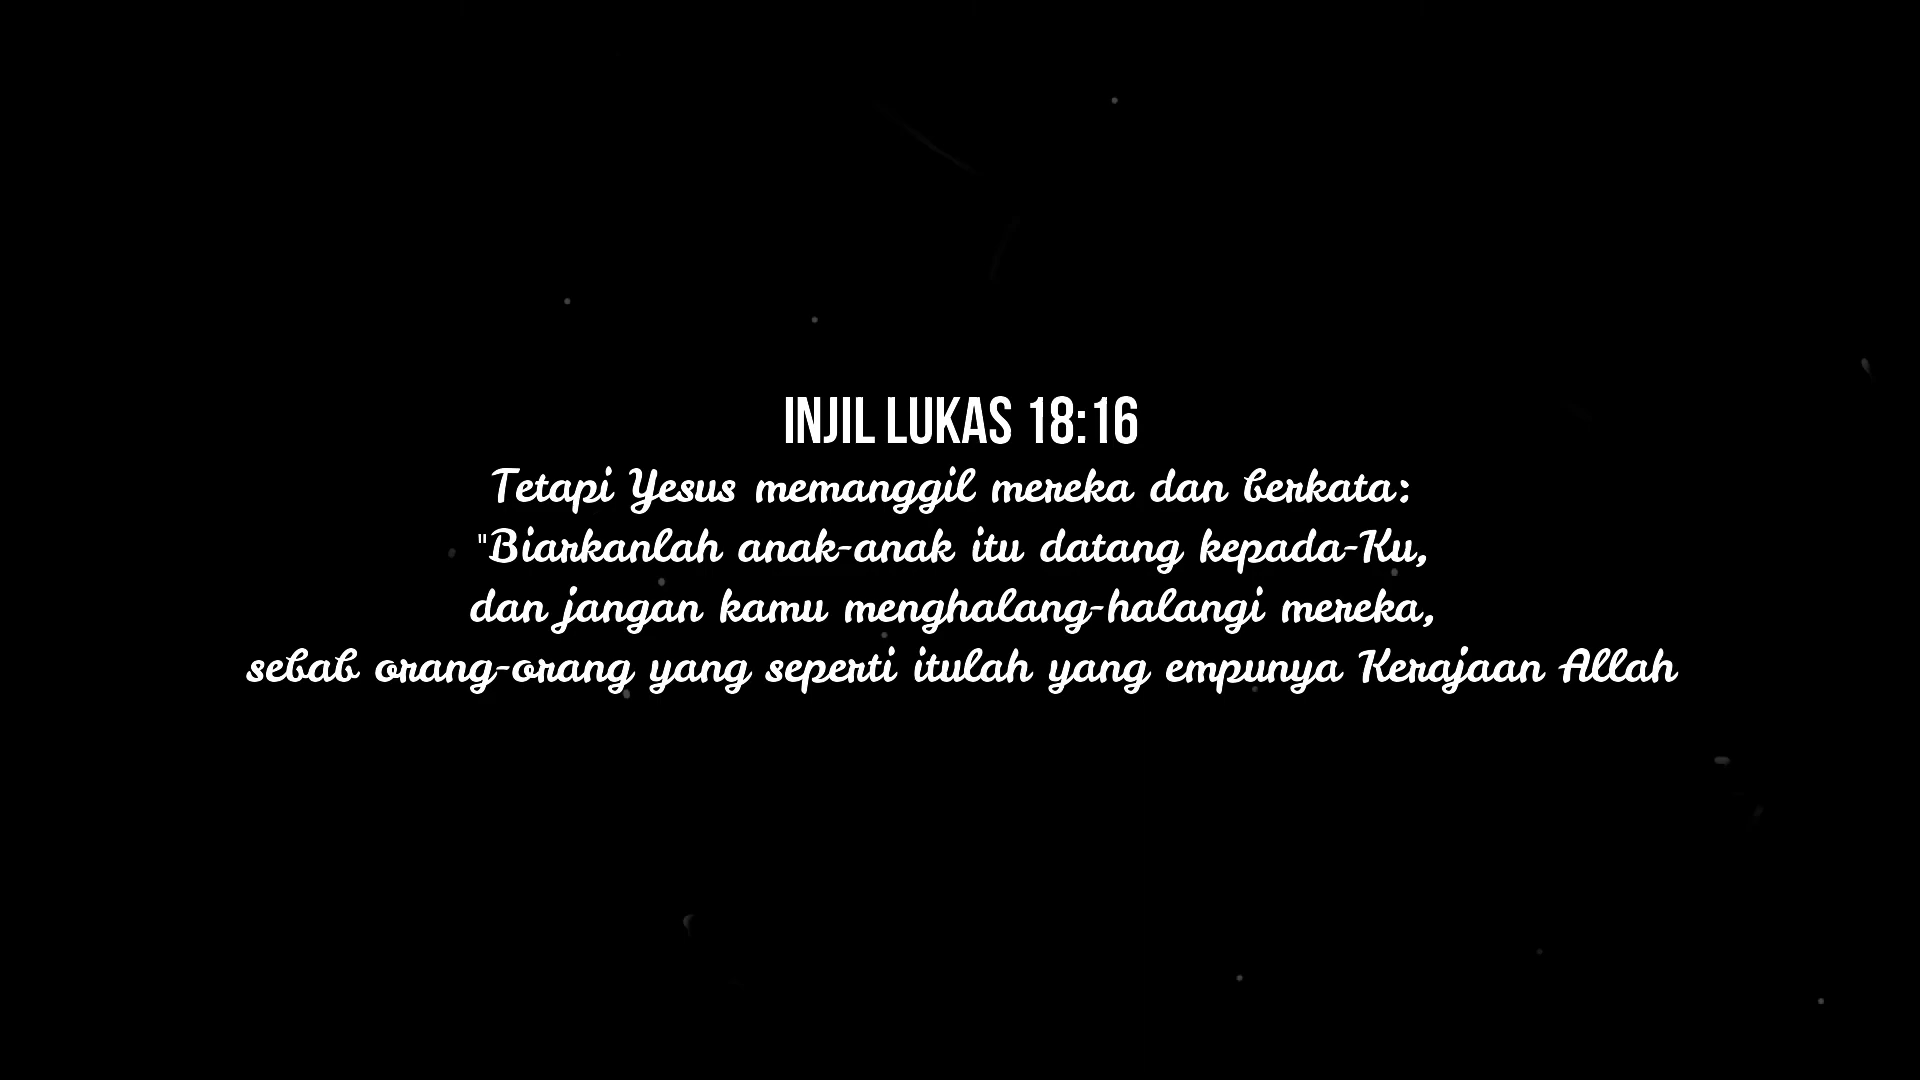 INJIL LUKAS 18:16
Tetapi Yesus memanggil mereka dan berkata:
"Biarkanlah anak-anak itu datang kepada-Ku,
dan jangan kamu menghalang-halangi mereka,
sebab orang-orang yang seperti itulah yang empunya Kerajaan Allah